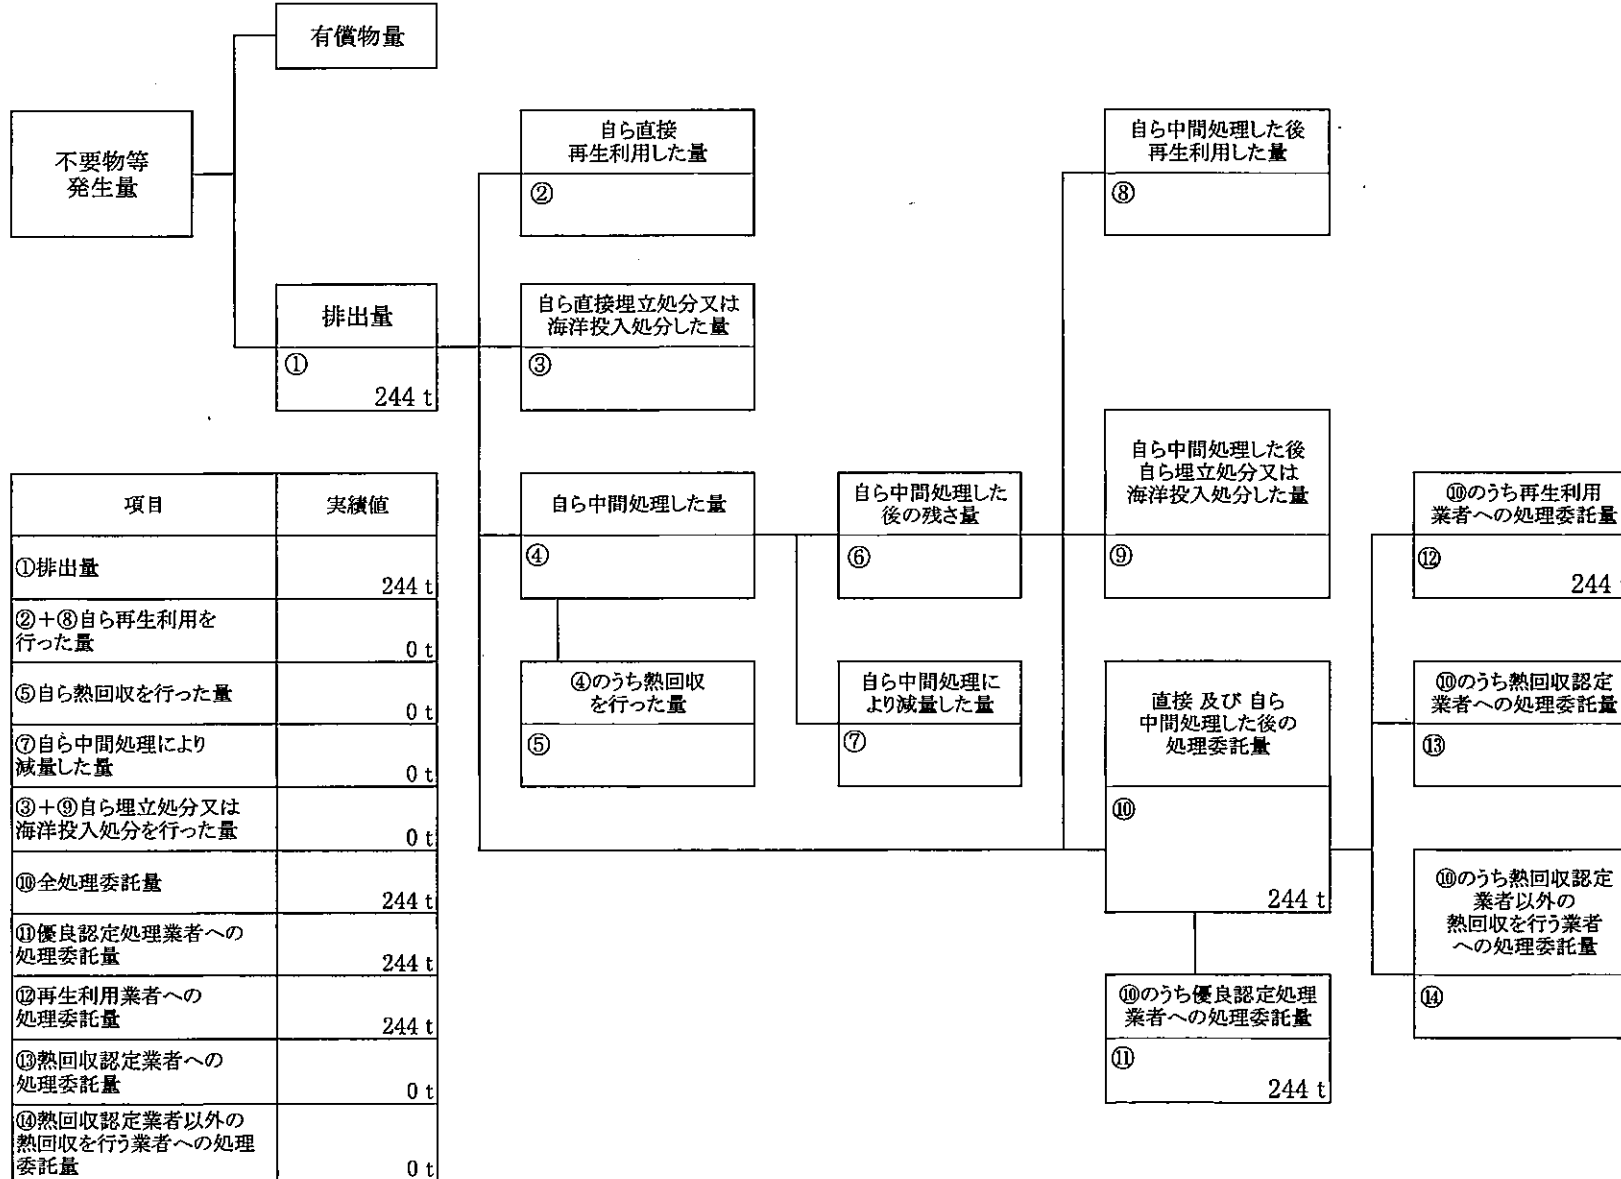 有償物量
不要物等
発生量
排出量
①
244 t
自ら直接
再生利用した量
②
自ら直接埋立処分又は
海洋投入処分した量
③
自ら中間処理した量
④
④のうち熱回収
を行った量
⑤
自ら中間処理した
後の残さ量
⑥
自ら中間処理に
より減量した量
⑦
自ら中間処理した後
再生利用した量
⑧
自ら中間処理した後
自ら埋立処分又は
海洋投入処分した量
⑨
直接 及び 自ら
中間処理した後の
処理委託量
⑩
244 t
⑩のうち優良認定処理
業者への処理委託量
⑪
244 t
⑩のうち再生利用
業者への処理委託量
⑫
244 t
⑩のうち熱回収認定
業者への処理委託量
⑬
⑩のうち熱回収認定
業者以外の
熱回収を行う業者
への処理委託量
⑭
項目 実績値
①排出量
244 t
②+⑧自ら再生利用を
行った量
0 t
⑤自ら熱回収を行った量
0 t
⑦自ら中間処理により
減量した量
0 t
③+⑨自ら埋立処分又は
海洋投入処分を行った量
0 t
⑩全処理委託量
244 t
⑪優良認定処理業者への
処理委託量
244 t
⑫再生利用業者への
処理委託量
244 t
⑬熱回収認定業者への
処理委託量
0 t
⑭熱回収認定業者以外の
熱回収を行う業者への処理
委託量
0 t